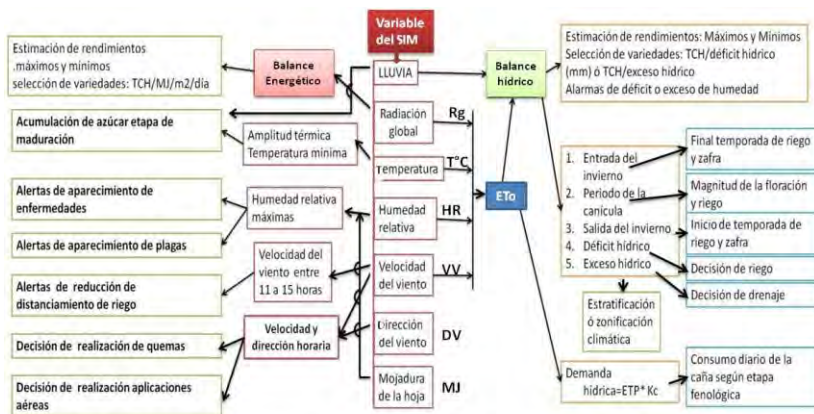 Variable
del SIM
Estimación de rendimientos
.máximos y mínimos
selección de variedades: TCH/MJ/m2/día
Balance
Energético
LLUVIA
Balance
hídrico
Estimación de rendimientos: Máximos y Mínimos
Selección de variedades: TCH/déficit hidrico
(mm) ó TCH/exceso hídrico
Alarmas de déficit o exceso de humedad
Acumulación de azúcar etapa de
maduración
Amplitud térmica
Temperatura minima
Radiación
global
Rg
Temperatura
T°C
Alertas de aparecimiento de
enfermedades
Alertas de aparecimiento de plagas
Humedad relativa
máximas
Humedad
relativa
HR
ETo
Alertas de reducción de
distanciamiento de riego
Velocidad del
viento entre
11 a 15 horas
Velocidad
del viento
VV
Decisión de realización de quemas
Decisión de realización aplicaciones
aéreas
Velocidad y
dirección horaria
Dirección
del viento
DV
Mojadura
de la hoja
MJ
1. Entrada del
invierno
2. Periodo de la
canícula
3. Salida del invierno
4. Déficit hídrico
5. Exceso hídrico
Final temporada de riego
y zafra
Magnitud de la floración
y riego
Inicio de temporada de
riego y zafra
Decisión de riego
Decisión de drenaje
Estratificación
ó zonificación
climática
Demanda
hídrica=ETP* Kc
Consumo diario de la
caña según etapa
fenológica